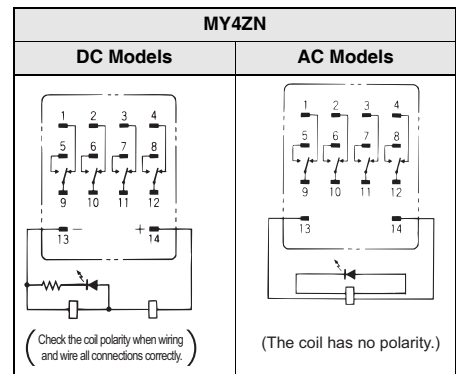 MY4ZN
DC Models AC Models
1 2 3 4
5 6 7 8
9 10 11 12
13 − + 14
(Check the coil polarity when wiring
and wire all connections correctly.)
1 2 3 4
5 6 7 8
9 10 11 12
13 14
(The coil has no polarity.)